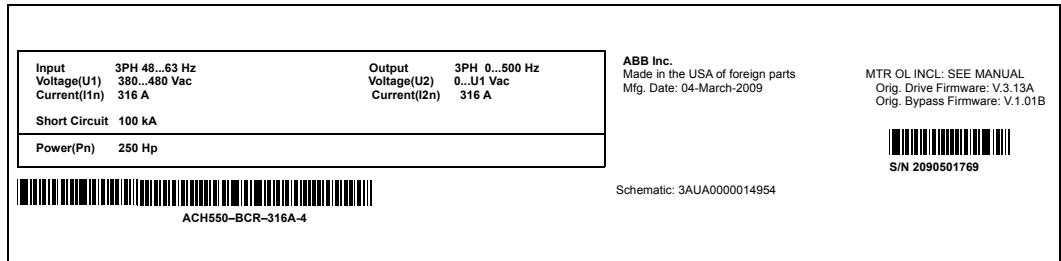 Input 3PH 48...63 Hz
Voltage(U1) 380...480 Vac
Current(I1n) 316 A
Short Circuit 100 kA
Power(Pn) 250 Hp
Output 3PH 0...500 Hz
Voltage(U2) 0...U1 Vac
Current(I2n) 316 A
ACH550–BCR–316A-4
ABB Inc.
Made in the USA of foreign parts
Mfg. Date: 04-March-2009
Schematic: 3AUA0000014954
MTR OL INCL: SEE MANUAL
Orig. Drive Firmware: V.3.13A
Orig. Bypass Firmware: V.1.01B
S/N 2090501769